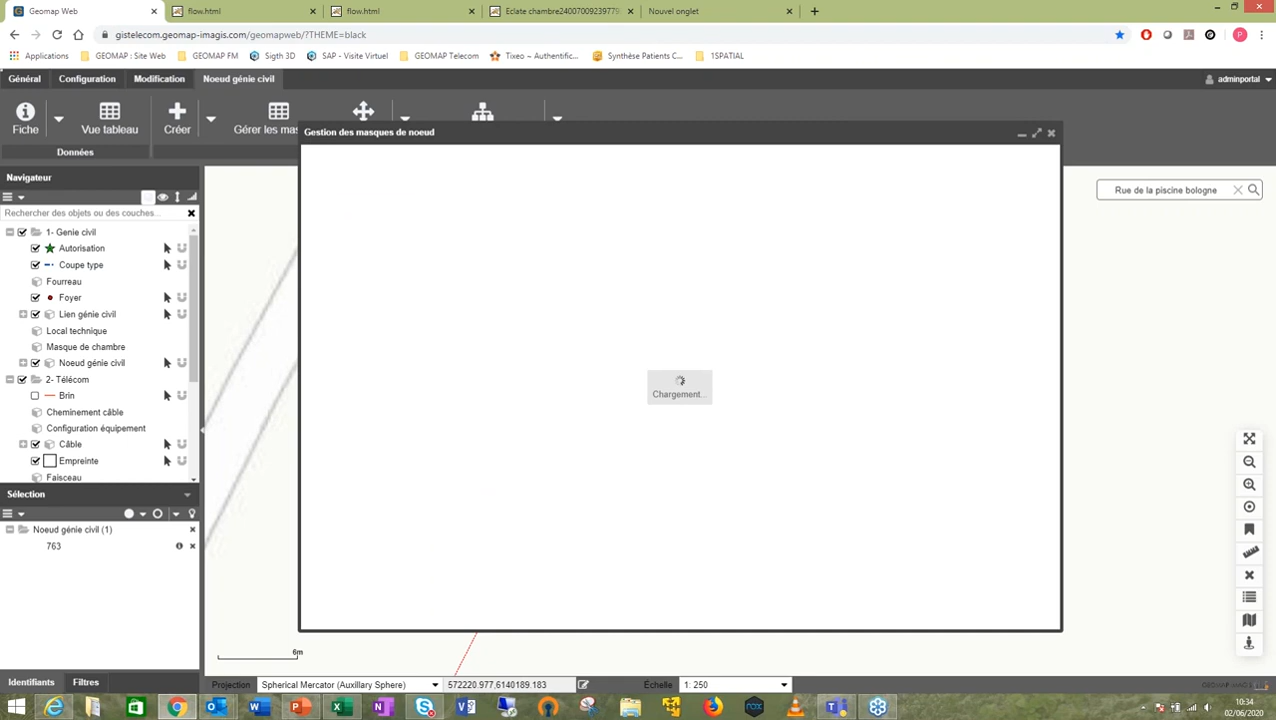 Geomap Web
flow.html
flow.html
Eclate chambre2400700923977
Nouvel onglet
gistelecom.geomap-imagis.com/geomapweb/?THEME=black
Applications
GEOMAP : Site Web
GEOMAP FM
Sigth 3D
SAP - Visite Virtuel
GEOMAP Telecom
Tixeo – Authentific...
Synthèse Patients C...
1SPATIAL
Général
Configuration
Modification
Noeud génie civil
adminportal
Fiche
Vue tableau
Créer
Gérer les mas
Données
Gestion des masques de noeud
Navigateur
Rue de la piscine bologne
Rechercher des objets ou des couches...
1- Genie civil
Autorisation
Coupe type
Fourreau
Foyer
Lien génie civil
Local technique
Masque de chambre
Noeud génie civil
2- Télécom
Brin
Cheminement câble
Configuration équipement
Câble
Empreinte
Faisceau
Chargement...
Sélection
Noeud génie civil (1)
763
6m
Identifiants
Filtres
Projection
Spherical Mercator (Auxillary Sphere)
572220.977,6140189.183
Échelle
1: 250
GEOMAP-IMAGIS
10:34
02/06/2020